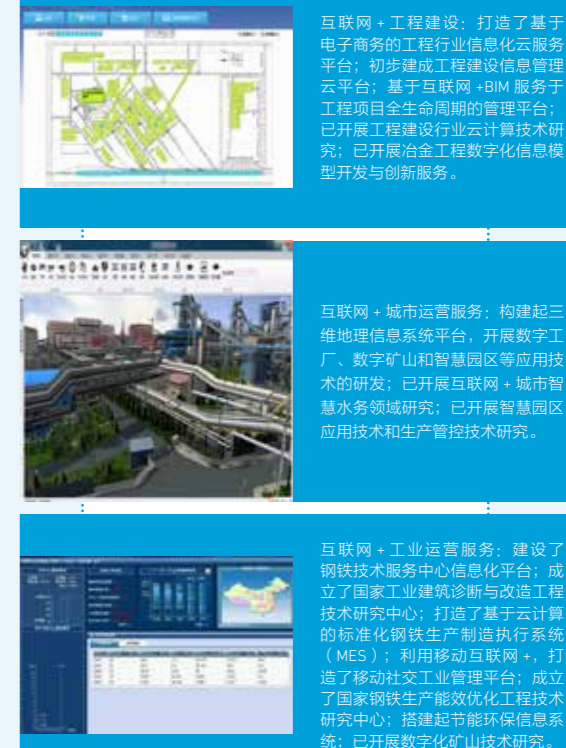 互联网 + 工程建设：打造了基于
电子商务的工程行业信息化云服务
平台；初步建成工程建设信息管理
云平台；基于互联网 +BIM 服务于
工程项目全生命周期的管理平台；
已开展工程建设行业云计算技术研
究；已开展冶金工程数字化信息模
型开发与创新服务。
互联网 + 城市运营服务：构建起三
维地理信息系统平台，开展数字工
厂、数字矿山和智慧园区等应用技
术的研发；已开展互联网 + 城市智
慧水务领域研究；已开展智慧园区
应用技术和生产管控技术研究。
互联网 + 工业运营服务：建设了
钢铁技术服务中心信息化平台；成
立了国家工业建筑诊断与改造工程
技术研究中心；打造了基于云计算
的标准化钢铁生产制造执行系统
（MES）；利用移动互联网 +，打
造了移动社交工业管理平台；成立
了国家钢铁生产能效优化工程技术
研究中心；搭建起节能环保信息系
统；已开展数字化矿山技术研究。